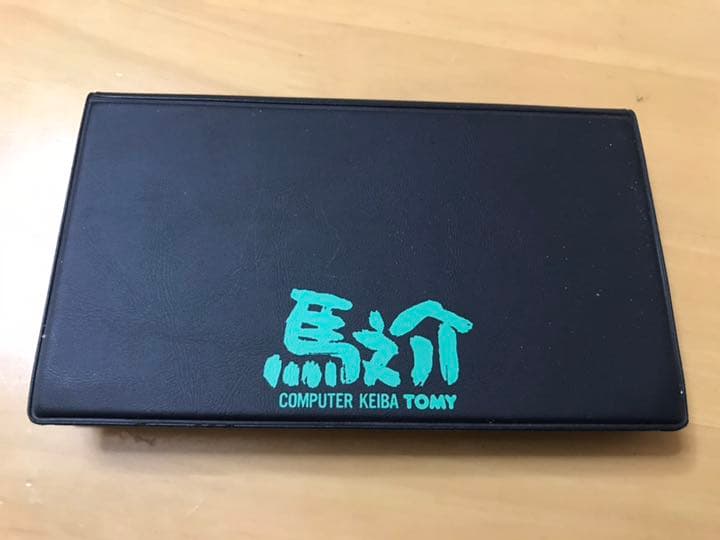 馬之介
COMPUTER KEIBA TOMY